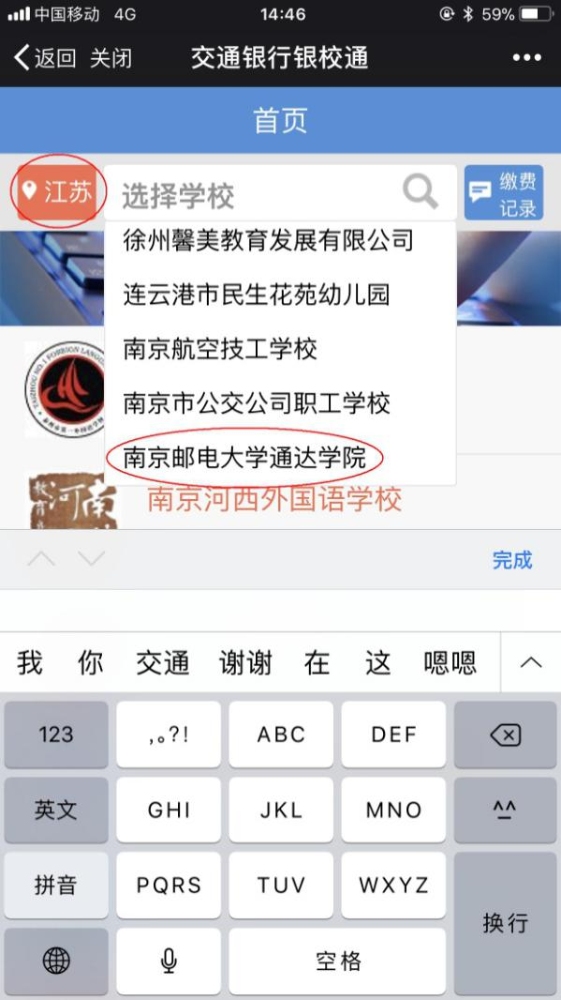 中国移动 4G 14:46 59%
返回 关闭 交通银行银校通
首页
江苏 选择学校 缴费
记录
徐州馨美教育发展有限公司
连云港市民生花苑幼儿园
南京航空技工学校
南京市公交公司职工学校
南京邮电大学通达学院
南京河西外国语学校
完成
我 你 交通 谢谢 在 这 嗯嗯
123 ,。?! ABC DEF
英文 GHI JKL MNO ^^
拼音 PQRS TUV WXYZ
换行
空格